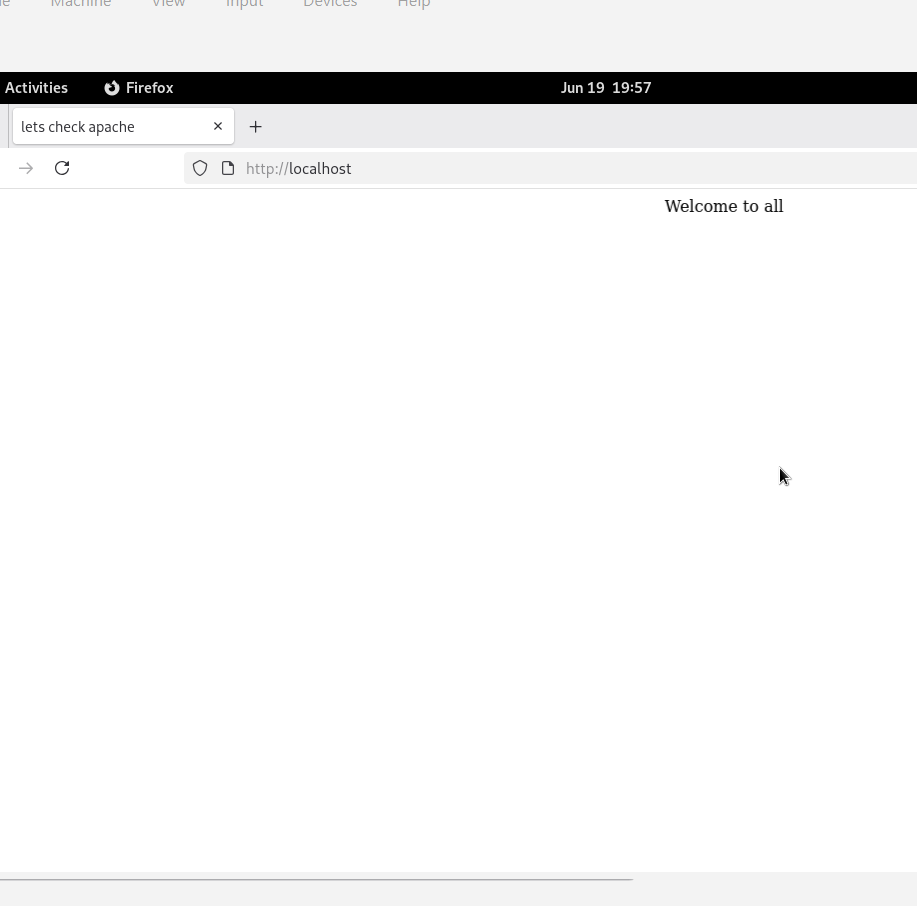 Machine View Input Devices Help
Activities Firefox Jun 19 19:57
lets check apache
http://localhost
Welcome to all